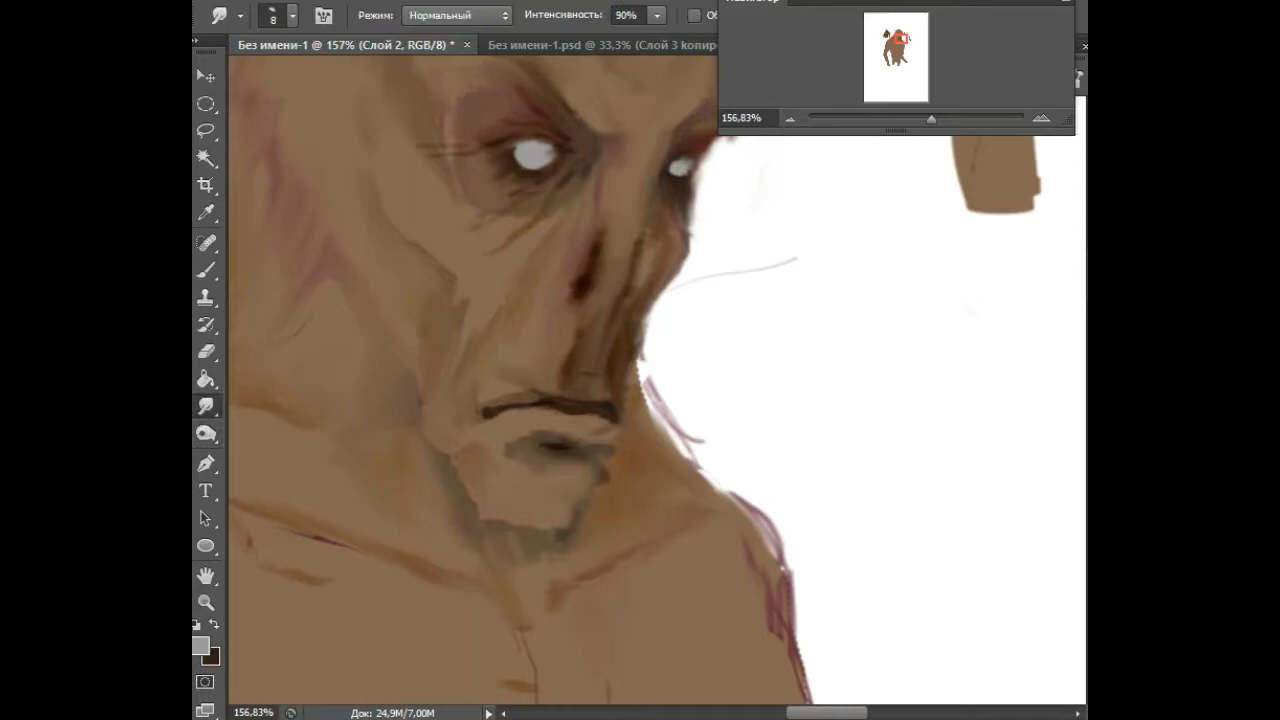 8
Режим:
Нормальный
Интенсивность:
90%
Без имени-1 @ 157% (Слой 2, RGB/8) * ×
Без имени-1.psd @ 33,3% (Слой 3 копир
156,83%
156,83%
Док: 24,9M/7,00M